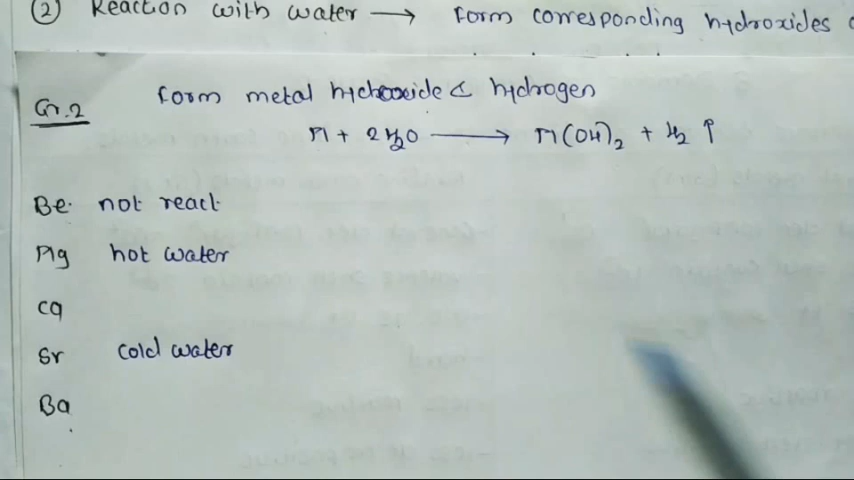 ② Reaction with water → Form corresponding hydroxides
Gr.2 Form metal hydroxide & hydrogen
M + 2H₂O → M(OH)₂ + H₂ ↑
Be not react
Mg hot water
Ca
Sr cold water
Ba